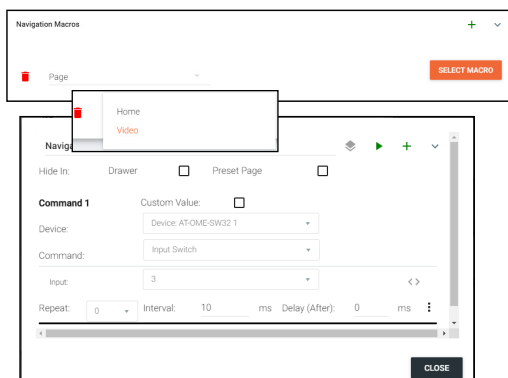 Navigation Macros
Page
SELECT MACRO
Home
Video
Naviga
Hide In: Drawer Preset Page
Command 1 Custom Value:
Device: Device: AT-OME-SW32 1
Command: Input Switch
Input: 3
Repeat: 0 Interval: 10 ms Delay (After): 0 ms
CLOSE